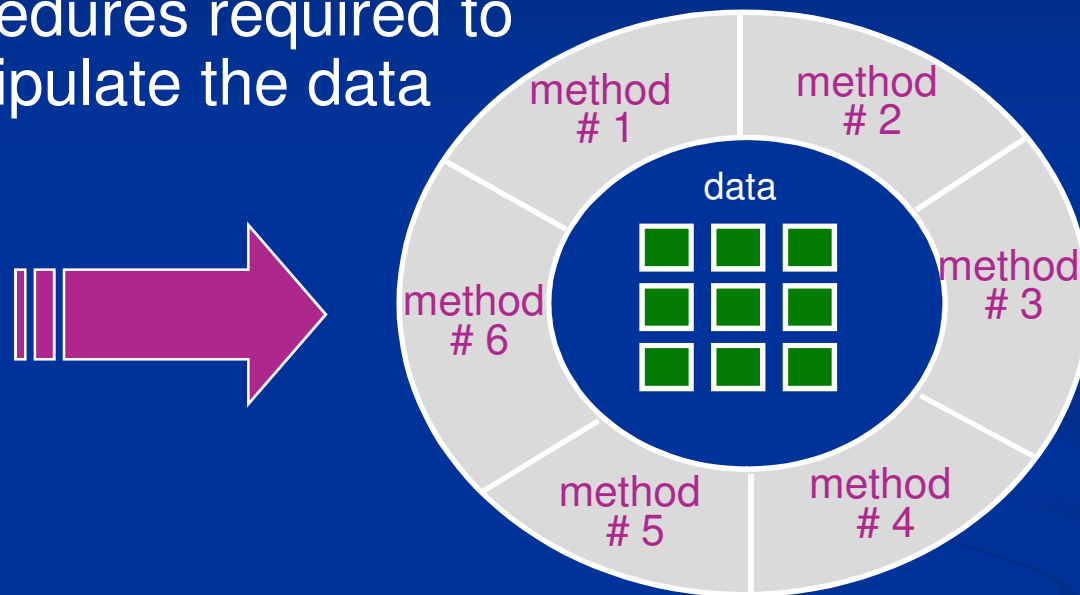 edures required to
ipulate the data
method
# 1
method
# 2
data
method
# 3
method
# 6
method
# 5
method
# 4